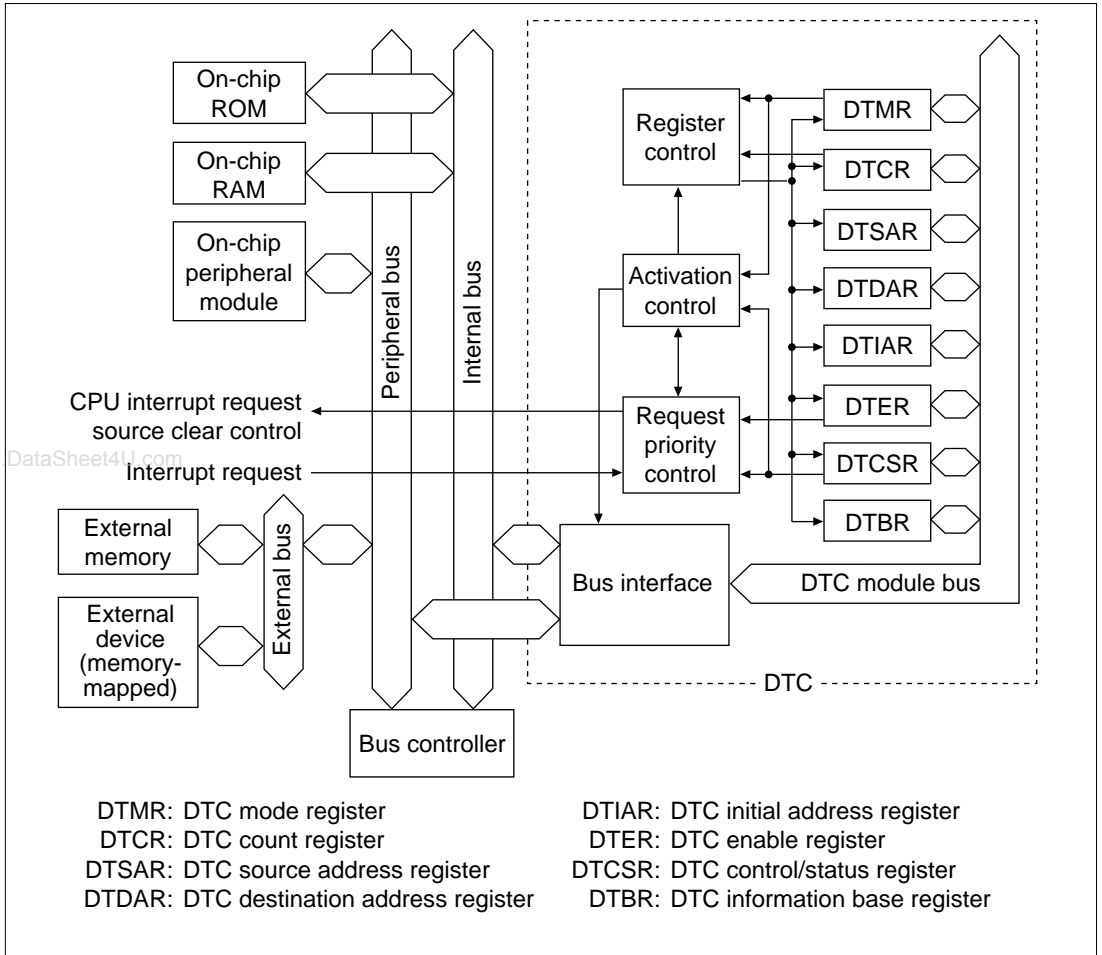 On-chip
ROM
On-chip
RAM
On-chip
peripheral
module
Peripheral bus
Internal bus
Register
control
Activation
control
Request
priority
control
DTMR
DTCR
DTSAR
DTDAR
DTIAR
DTER
DTCSR
DTBR
CPU interrupt request
source clear control
.DataSheet4U.com
Interrupt request
External
memory
External
device
(memory-
mapped)
External bus
Bus interface
DTC module bus
DTC
Bus controller
DTMR: DTC mode register
DTCR: DTC count register
DTSAR: DTC source address register
DTDAR: DTC destination address register
DTIAR: DTC initial address register
DTER: DTC enable register
DTCSR: DTC control/status register
DTBR: DTC information base register